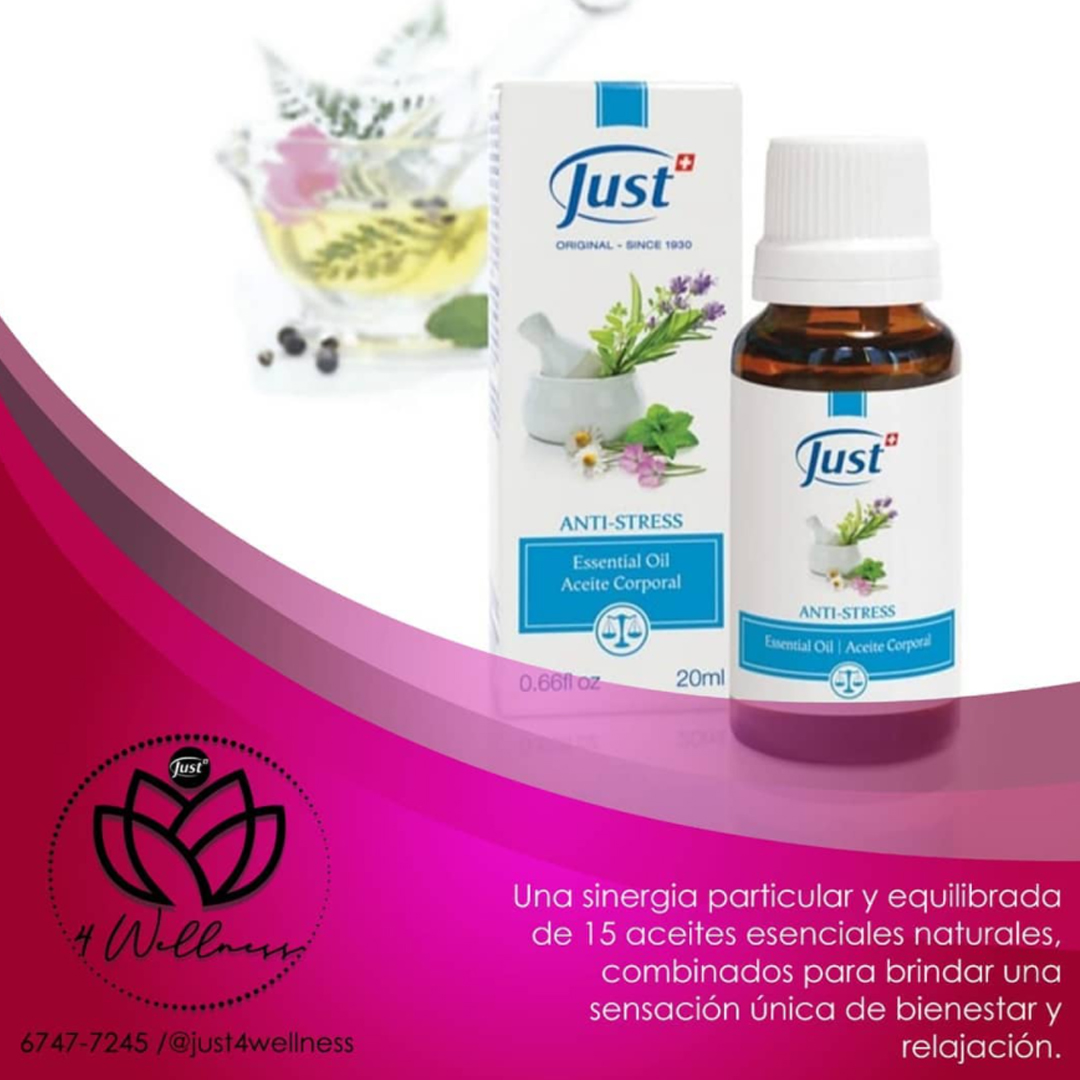 Just
ORIGINAL - SINCE 1930
ANTI-STRESS
Essential Oil
Aceite Corporal
0.66fl oz 20ml
Just
ANTI-STRESS
Essential Oil | Aceite Corporal
Just
4 Wellness
6747-7245 /@just4wellness
Una sinergia particular y equilibrada
de 15 aceites esenciales naturales,
combinados para brindar una
sensación única de bienestar y
relajación.